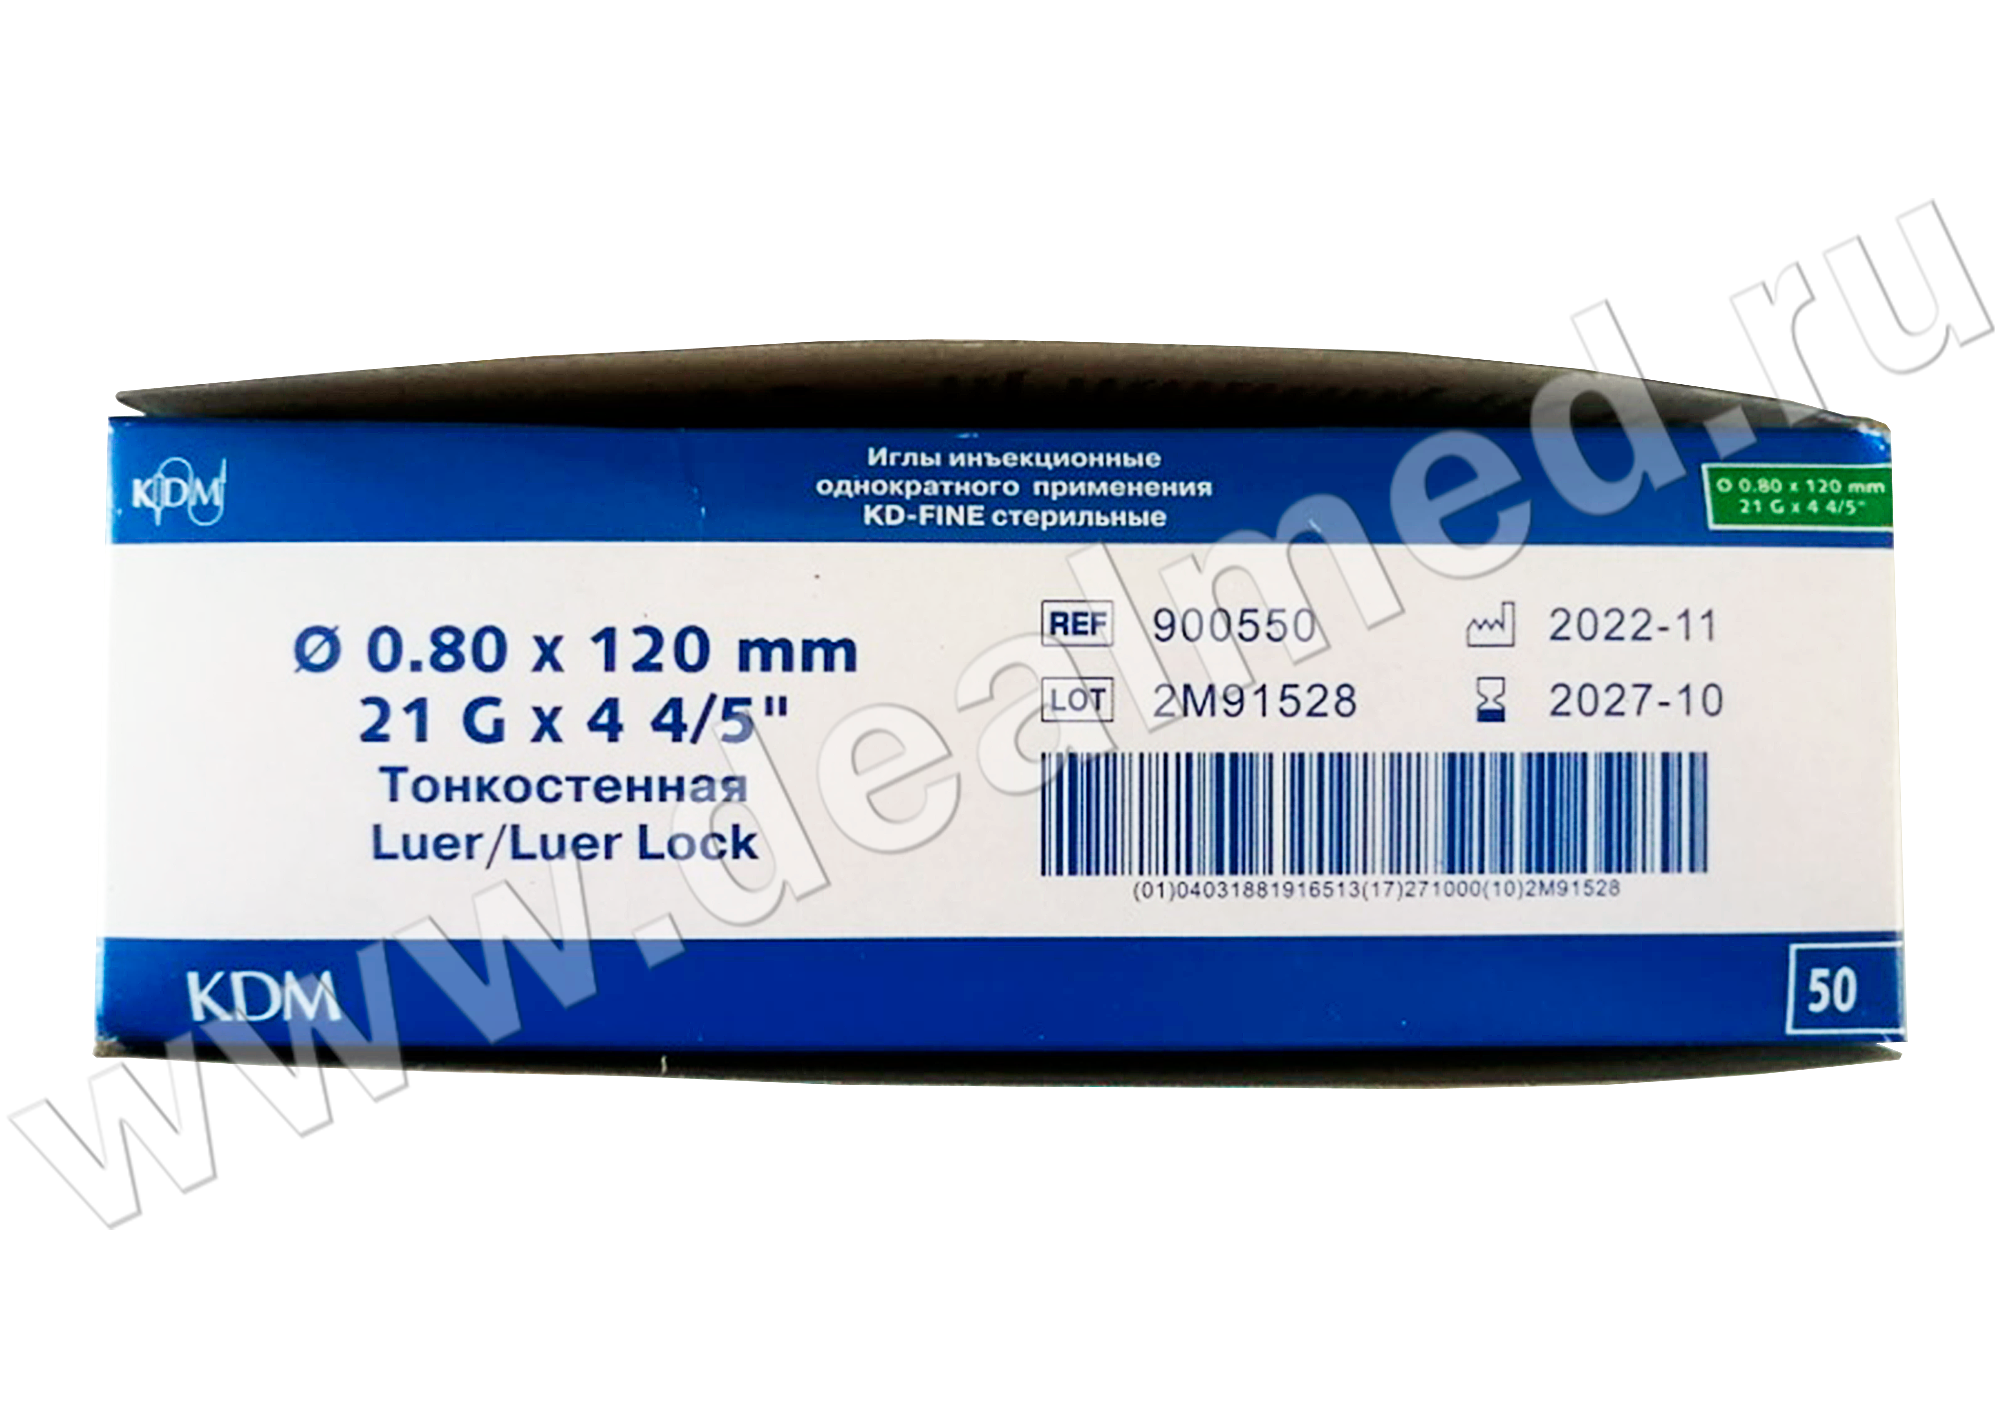 KDM
Иглы инъекционные
однократного применения
KD-FINE стерильные
Ø 0.80 x 120 mm
21 G x 4 4/5"
Ø 0.80 x 120 mm
21 G x 4 4/5"
Тонкостенная
Luer/Luer Lock
REF 900550 2022-11
LOT 2M91528 2027-10
(01)04031881916513(17)271000(10)2M91528
KDM
50
www.dealmed.ru